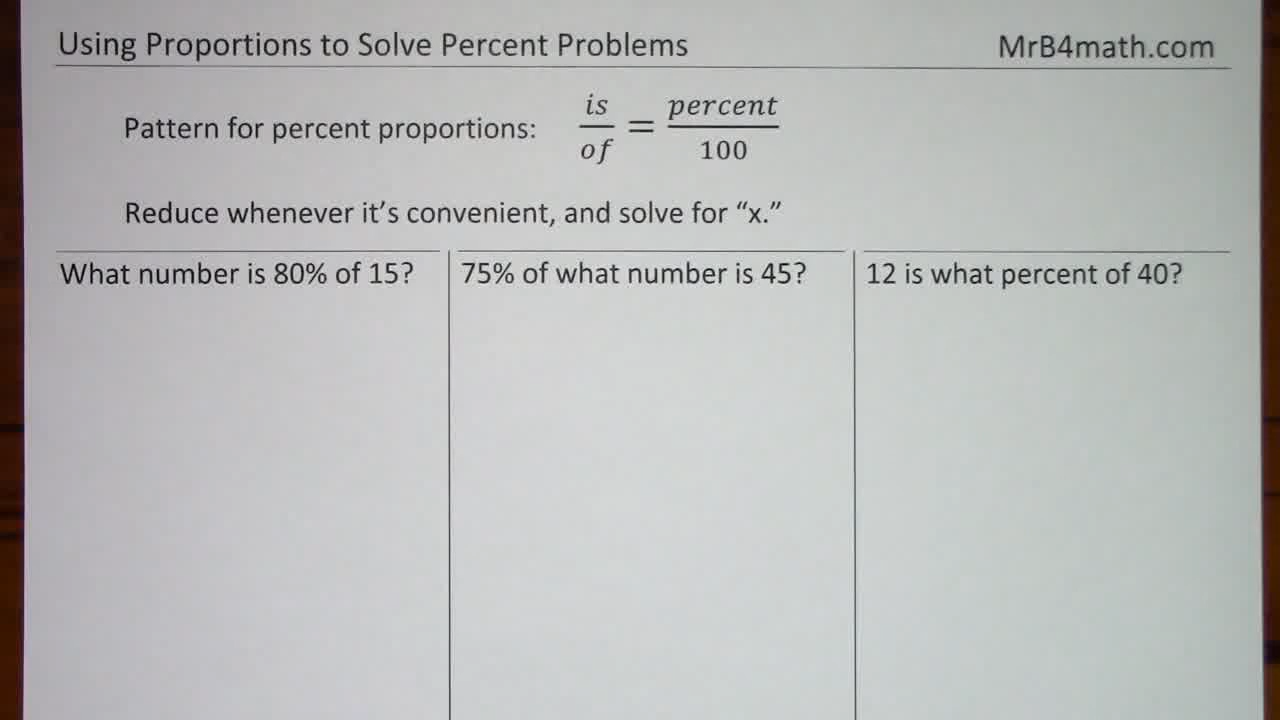 Using Proportions to Solve Percent Problems MrB4math.com
Pattern for percent proportions: is/of = percent/100
Reduce whenever it’s convenient, and solve for “x.”
What number is 80% of 15?
75% of what number is 45?
12 is what percent of 40?